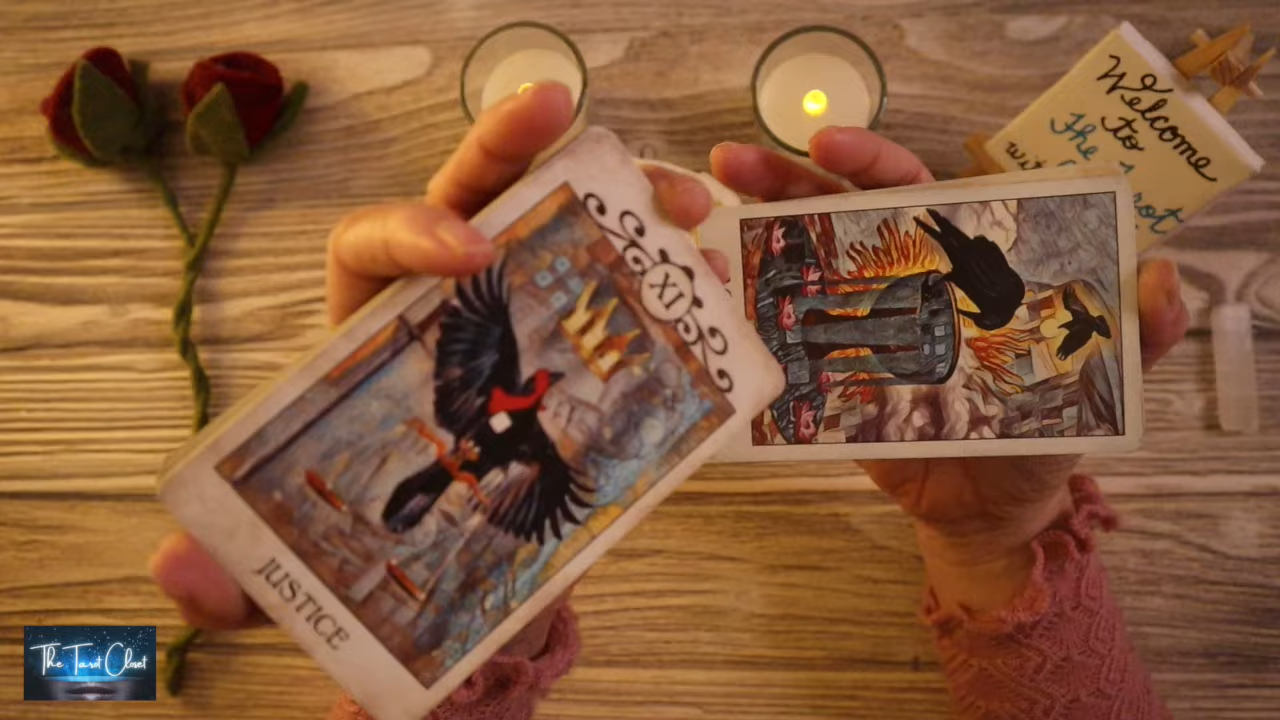 Welcome
to
The
XI
JUSTICE
The Tarot Closet